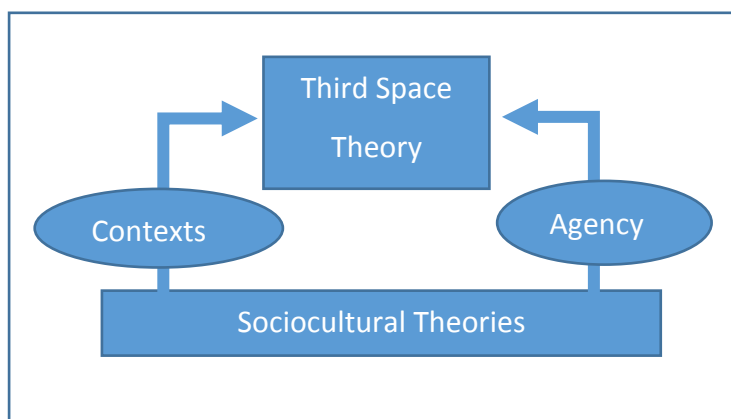 Third Space
Theory
Contexts
Agency
Sociocultural Theories